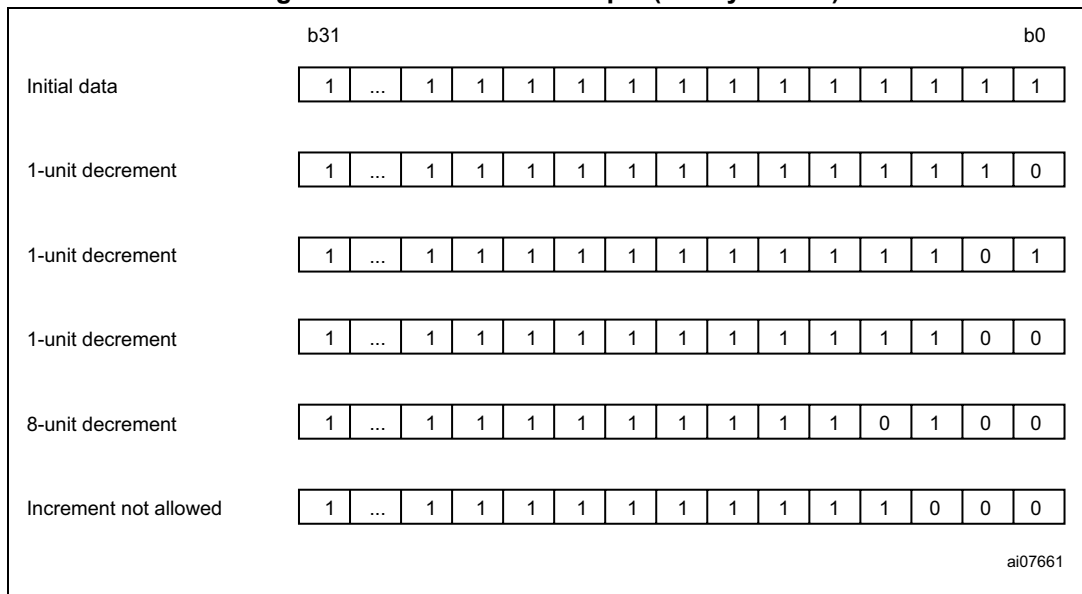 b31 b0
Initial data 1 ... 1 1 1 1 1 1 1 1 1 1 1 1 1
1-unit decrement 1 ... 1 1 1 1 1 1 1 1 1 1 1 1 0
1-unit decrement 1 ... 1 1 1 1 1 1 1 1 1 1 1 0 1
1-unit decrement 1 ... 1 1 1 1 1 1 1 1 1 1 1 0 0
8-unit decrement 1 ... 1 1 1 1 1 1 1 1 1 0 1 0 0
Increment not allowed 1 ... 1 1 1 1 1 1 1 1 1 1 0 0 0
ai07661